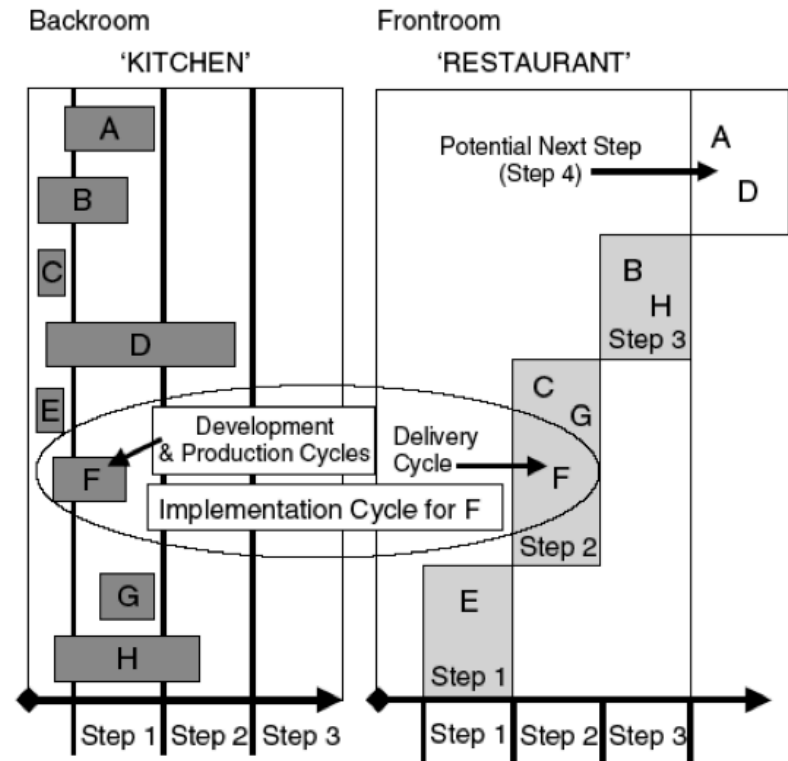 Backroom
'KITCHEN'
A
B
C
D
E
Development
& Production Cycles
F
Implementation Cycle for F
G
H
Step 1
Step 2
Step 3
Frontroom
'RESTAURANT'
Potential Next Step
(Step 4)
A
D
B
H
Step 3
Delivery
Cycle
C
G
F
Step 2
E
Step 1
Step 1
Step 2
Step 3